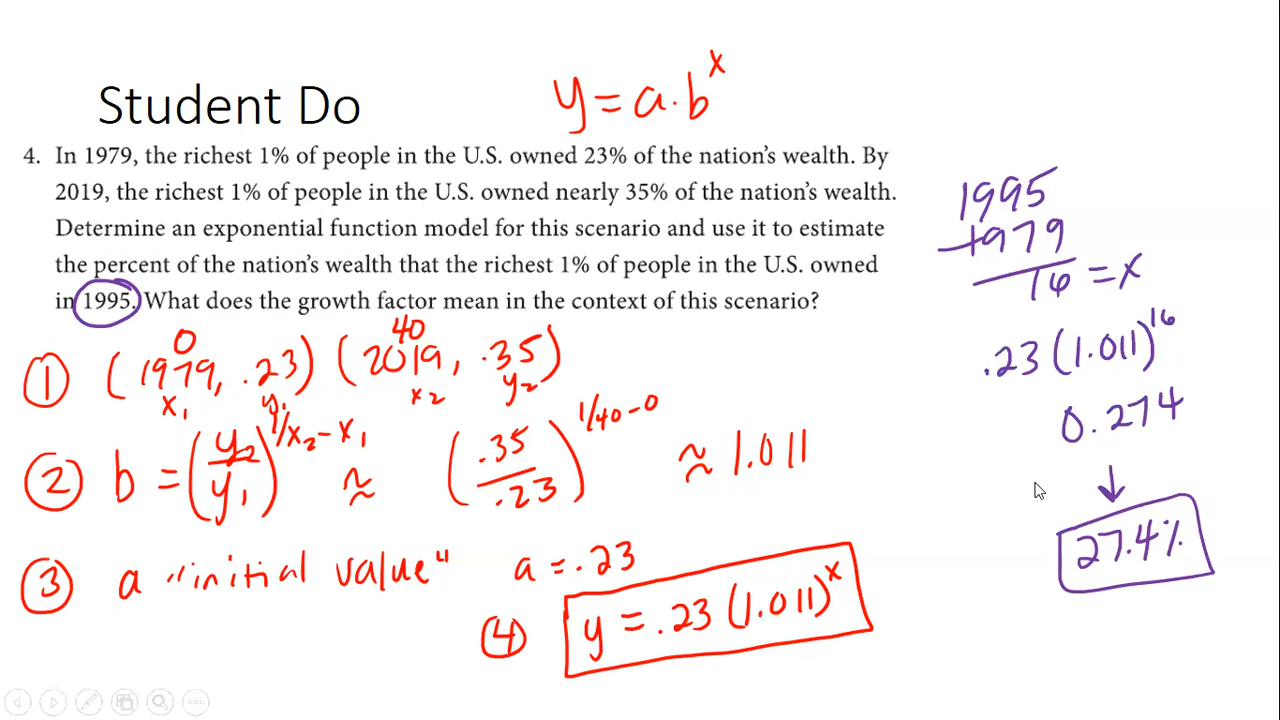 Student Do
y = a · b^x
4. In 1979, the richest 1% of people in the U.S. owned 23% of the nation's wealth. By
2019, the richest 1% of people in the U.S. owned nearly 35% of the nation's wealth.
Determine an exponential function model for this scenario and use it to estimate
the percent of the nation's wealth that the richest 1% of people in the U.S. owned
in 1995. What does the growth factor mean in the context of this scenario?
0 40
① (1979, .23) (2019, .35)
x₁ y₁ x₂ y₂
② b = (y₂/y₁)^1/x₂-x₁ ≈ (.35/.23)^1/40-0 ≈ 1.011
③ a "initial value" a = .23
④ y = .23 (1.011)^x
1995
-1979
16 = x
.23 (1.011)^16
0.274
↓
27.4%